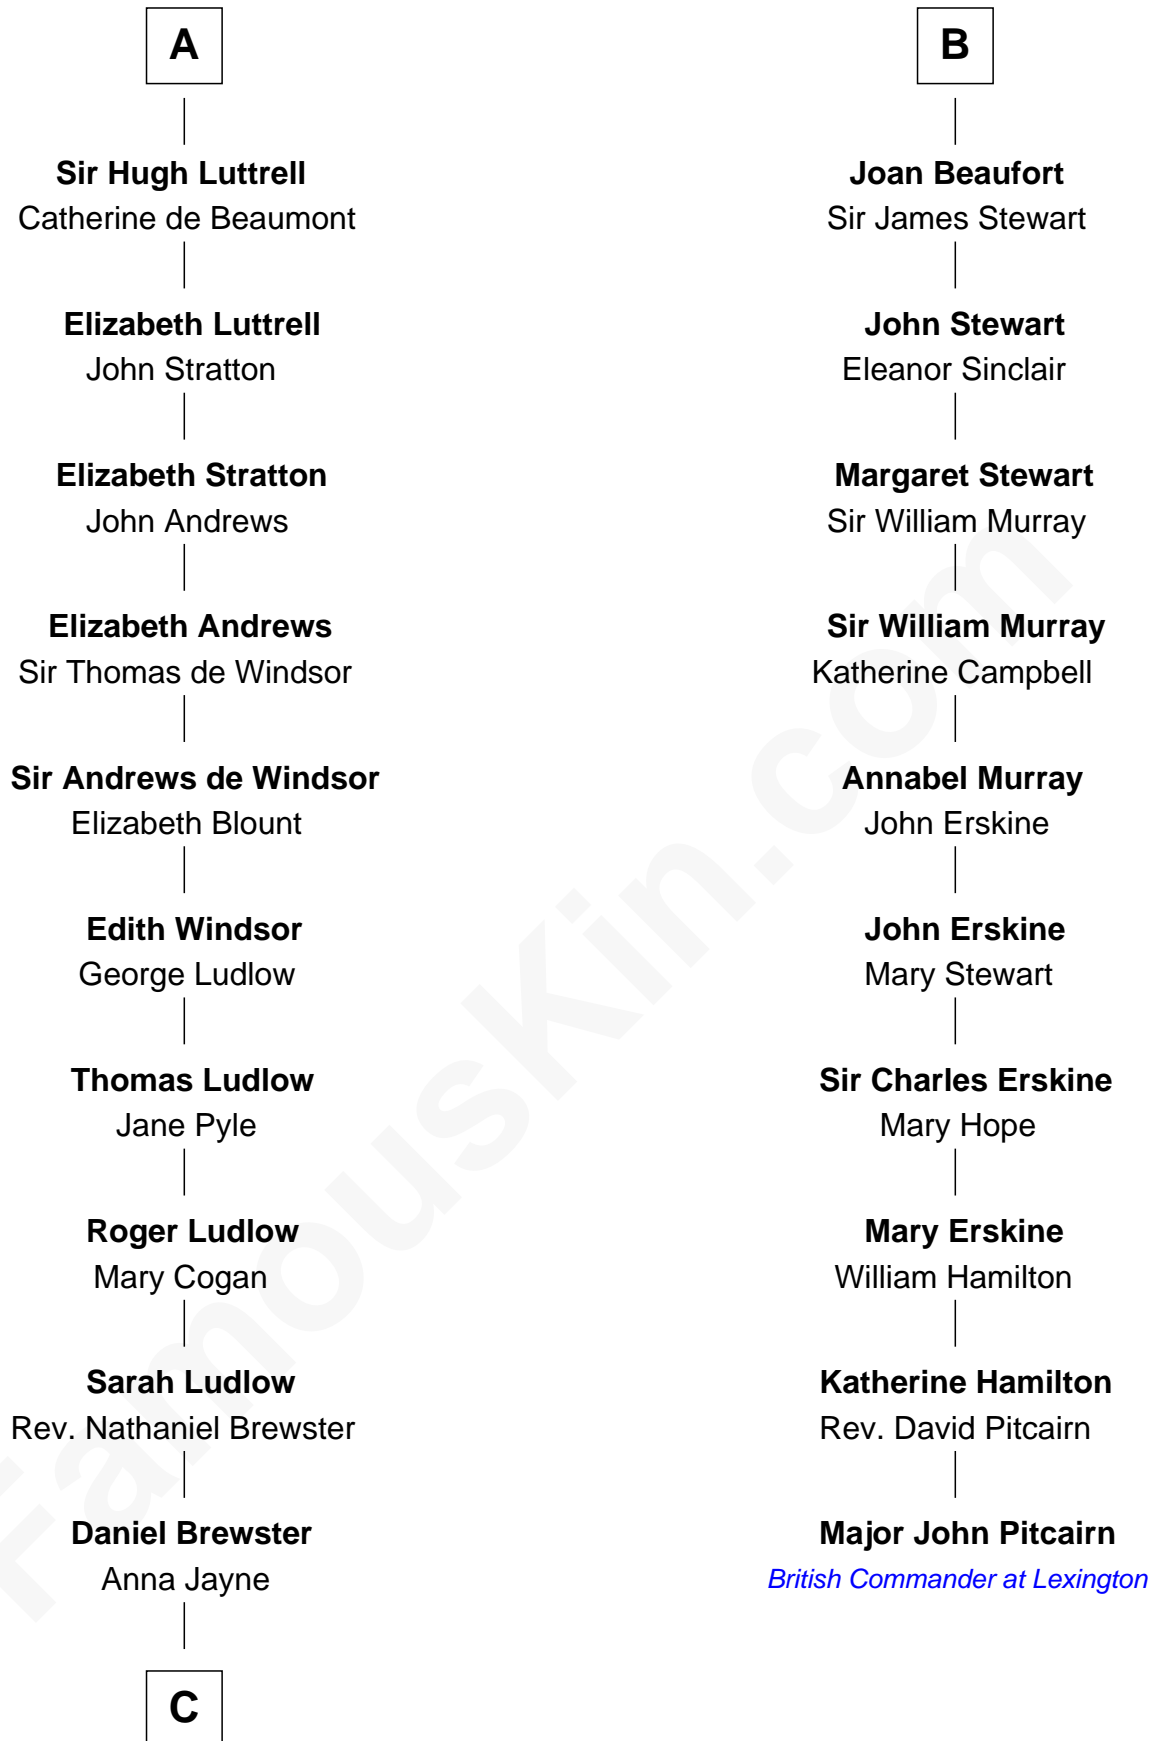 A
Sir Hugh Luttrell
Catherine de Beaumont
Elizabeth Luttrell
John Stratton
Elizabeth Stratton
John Andrews
Elizabeth Andrews
Sir Thomas de Windsor
Sir Andrews de Windsor
Elizabeth Blount
Edith Windsor
George Ludlow
Thomas Ludlow
Jane Pyle
Roger Ludlow
Mary Cogan
Sarah Ludlow
Rev. Nathaniel Brewster
Daniel Brewster
Anna Jayne
C
B
Joan Beaufort
Sir James Stewart
John Stewart
Eleanor Sinclair
Margaret Stewart
Sir William Murray
Sir William Murray
Katherine Campbell
Annabel Murray
John Erskine
John Erskine
Mary Stewart
Sir Charles Erskine
Mary Hope
Mary Erskine
William Hamilton
Katherine Hamilton
Rev. David Pitcairn
Major John Pitcairn
British Commander at Lexington
FamousKin.com